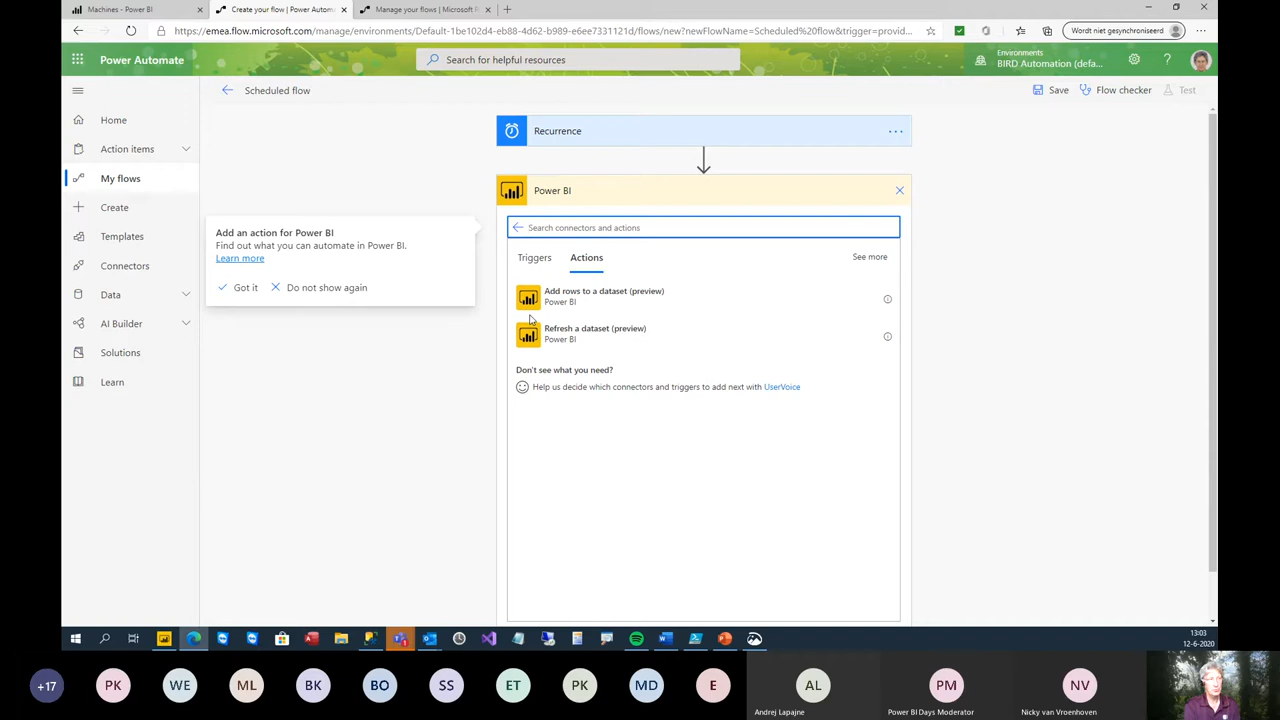 Machines - Power BI
Create your flow | Power Automa
Manage your flows | Microsoft P
https://emea.flow.microsoft.com/manage/environments/Default-1be102d4-eb88-4d62-b989-e6ee7331121d/flows/new?newFlowName=Scheduled%20flow&trigger=provid...
Wordt niet gesynchroniseerd
Power Automate
Search for helpful resources
Environments
BIRD Automation (defa...
Scheduled flow
Save
Flow checker
Test
Home
Action items
My flows
Create
Templates
Connectors
Data
AI Builder
Solutions
Learn
Add an action for Power BI
Find out what you can automate in Power BI.
Learn more
Got it
Do not show again
Recurrence
Power BI
Search connectors and actions
Triggers
Actions
See more
Add rows to a dataset (preview)
Power BI
Refresh a dataset (preview)
Power BI
Don't see what you need?
Help us decide which connectors and triggers to add next with UserVoice
13:03
12-6-2020
+17
PK
WE
ML
BK
BO
SS
ET
PK
MD
E
AL
Andrej Lapajne
PM
Power BI Days Moderator
NV
Nicky van Vroenhoven